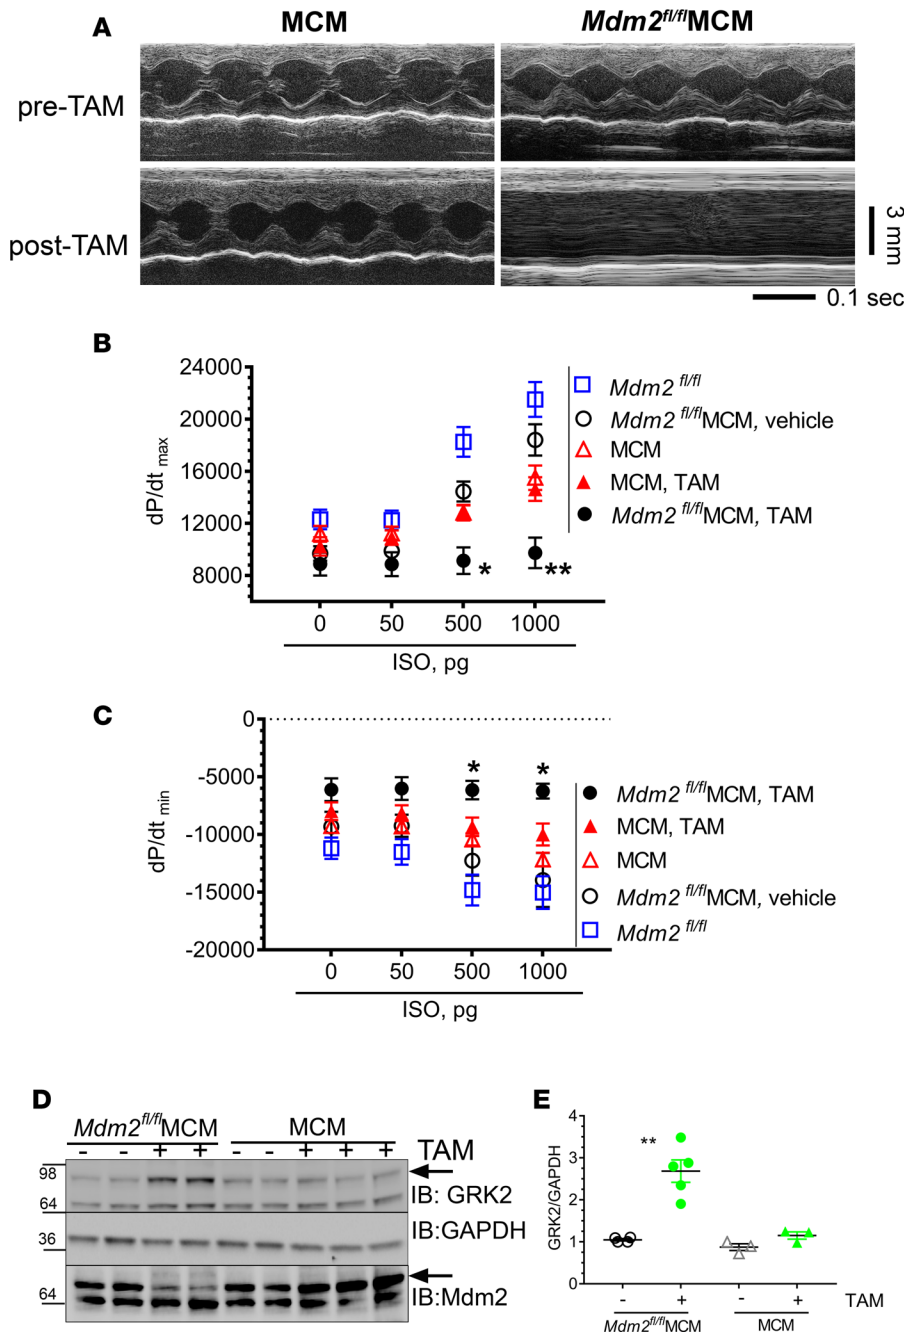 A
MCM
Mdm2fl/flMCM
pre-TAM
post-TAM
3 mm
0.1 sec
B
dP/dt max
24000
20000
16000
12000
8000
*
**
0
50
500
1000
ISO, pg
Mdm2 fl/fl
Mdm2 fl/flMCM, vehicle
MCM
MCM, TAM
Mdm2 fl/flMCM, TAM
C
dP/dt min
0
-5000
-10000
-15000
-20000
*
*
0
50
500
1000
ISO, pg
Mdm2 fl/flMCM, TAM
MCM, TAM
MCM
Mdm2 fl/flMCM, vehicle
Mdm2 fl/fl
D
Mdm2fl/flMCM
MCM
- - + + - - + + +
TAM
98
64
IB: GRK2
36
IB:GAPDH
64
IB:Mdm2
E
GRK2/GAPDH
4
3
2
1
0
**
- + - +
TAM
Mdm2fl/flMCM
MCM